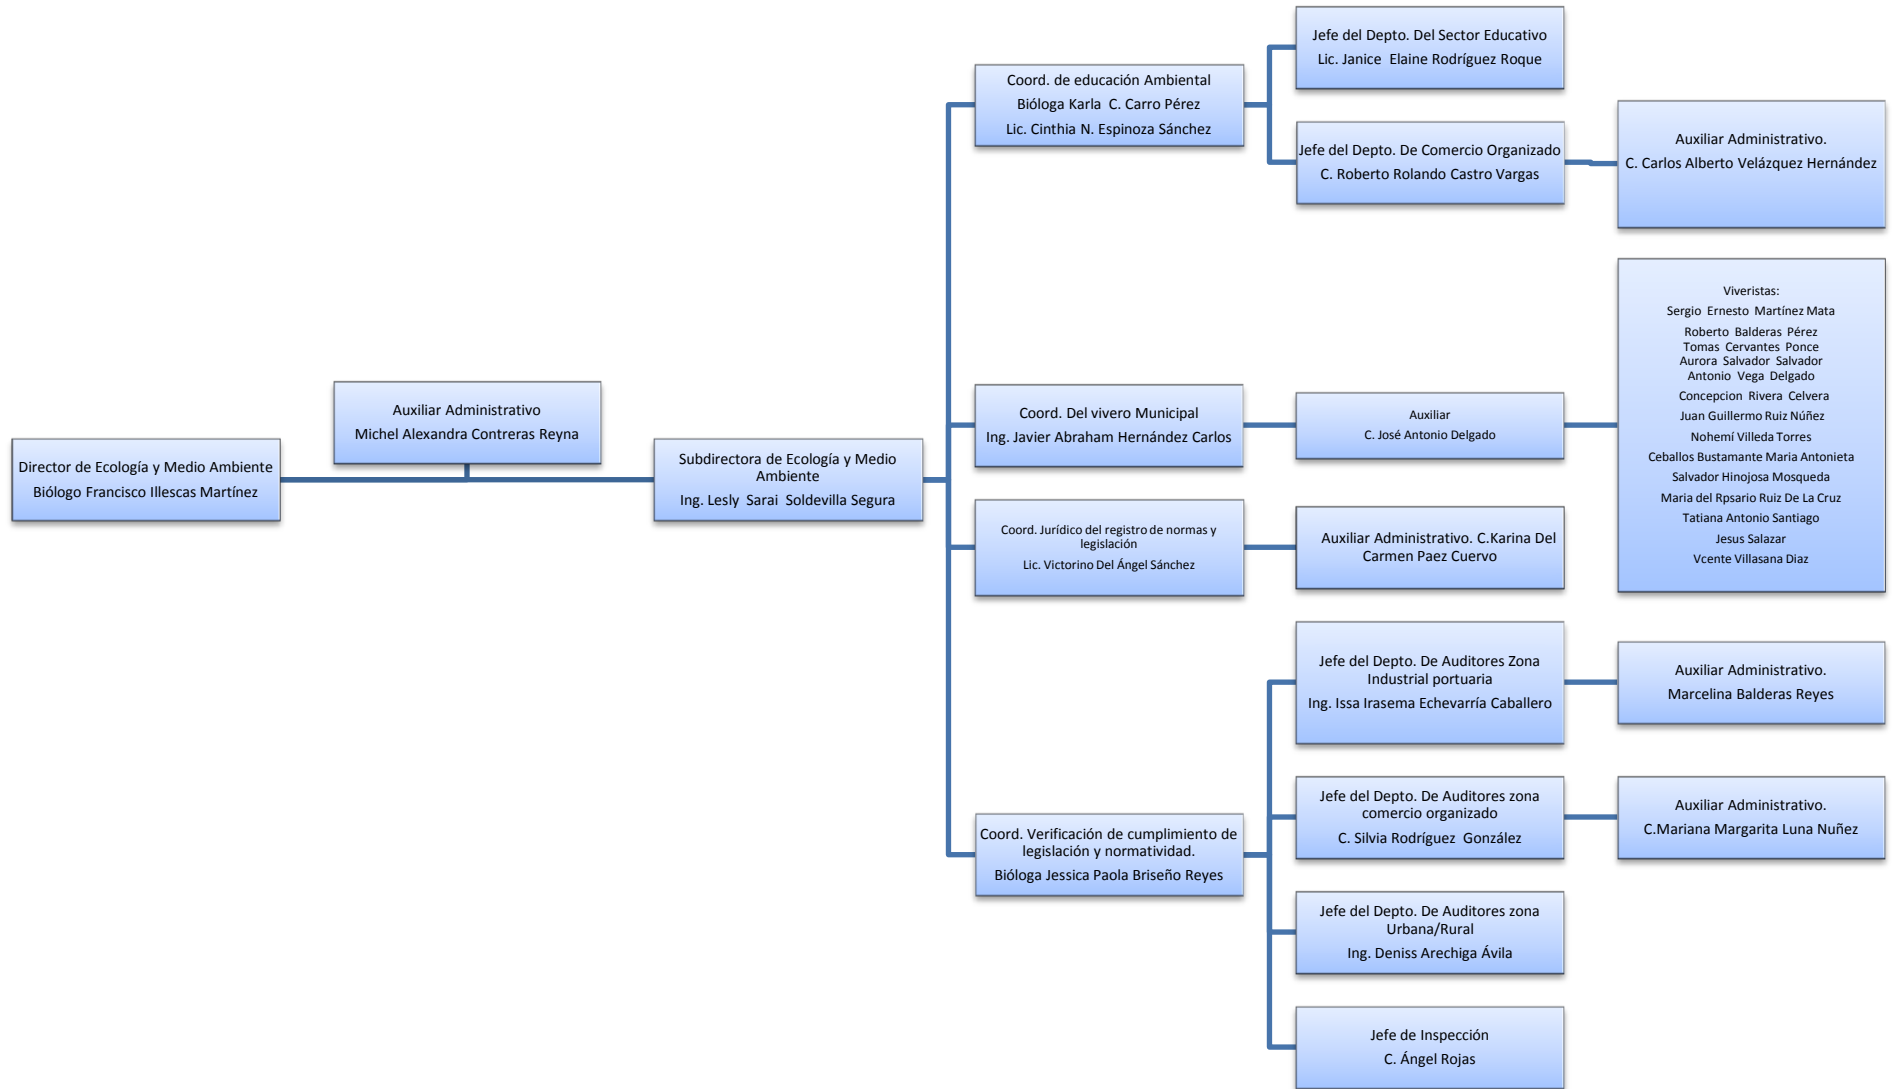 Director de Ecología y Medio Ambiente
Biólogo Francisco Illescas Martínez
Auxiliar Administrativo
Michel Alexandra Contreras Reyna
Subdirectora de Ecología y Medio
Ambiente
Ing. Lesly Sarai Soldevilla Segura
Coord. de educación Ambiental
Bióloga Karla C. Carro Pérez
Lic. Cinthia N. Espinoza Sánchez
Jefe del Depto. Del Sector Educativo
Lic. Janice Elaine Rodríguez Roque
Jefe del Depto. De Comercio Organizado
C. Roberto Rolando Castro Vargas
Auxiliar Administrativo.
C. Carlos Alberto Velázquez Hernández
Coord. Del vivero Municipal
Ing. Javier Abraham Hernández Carlos
Auxiliar
C. José Antonio Delgado
Viveristas:
Sergio Ernesto Martínez Mata
Roberto Balderas Pérez
Tomas Cervantes Ponce
Aurora Salvador Salvador
Antonio Vega Delgado
Concepcion Rivera Celvera
Juan Guillermo Ruiz Núñez
Nohemí Villeda Torres
Ceballos Bustamante Maria Antonieta
Salvador Hinojosa Mosqueda
Maria del Rpsario Ruiz De La Cruz
Tatiana Antonio Santiago
Jesus Salazar
Vcente Villasana Diaz
Coord. Jurídico del registro de normas y
legislación
Lic. Victorino Del Ángel Sánchez
Auxiliar Administrativo. C.Karina Del
Carmen Paez Cuervo
Coord. Verificación de cumplimiento de
legislación y normatividad.
Bióloga Jessica Paola Briseño Reyes
Jefe del Depto. De Auditores Zona
Industrial portuaria
Ing. Issa Irasema Echevarría Caballero
Auxiliar Administrativo.
Marcelina Balderas Reyes
Jefe del Depto. De Auditores zona
comercio organizado
C. Silvia Rodríguez González
Auxiliar Administrativo.
C.Mariana Margarita Luna Nuñez
Jefe del Depto. De Auditores zona
Urbana/Rural
Ing. Deniss Arechiga Ávila
Jefe de Inspección
C. Ángel Rojas